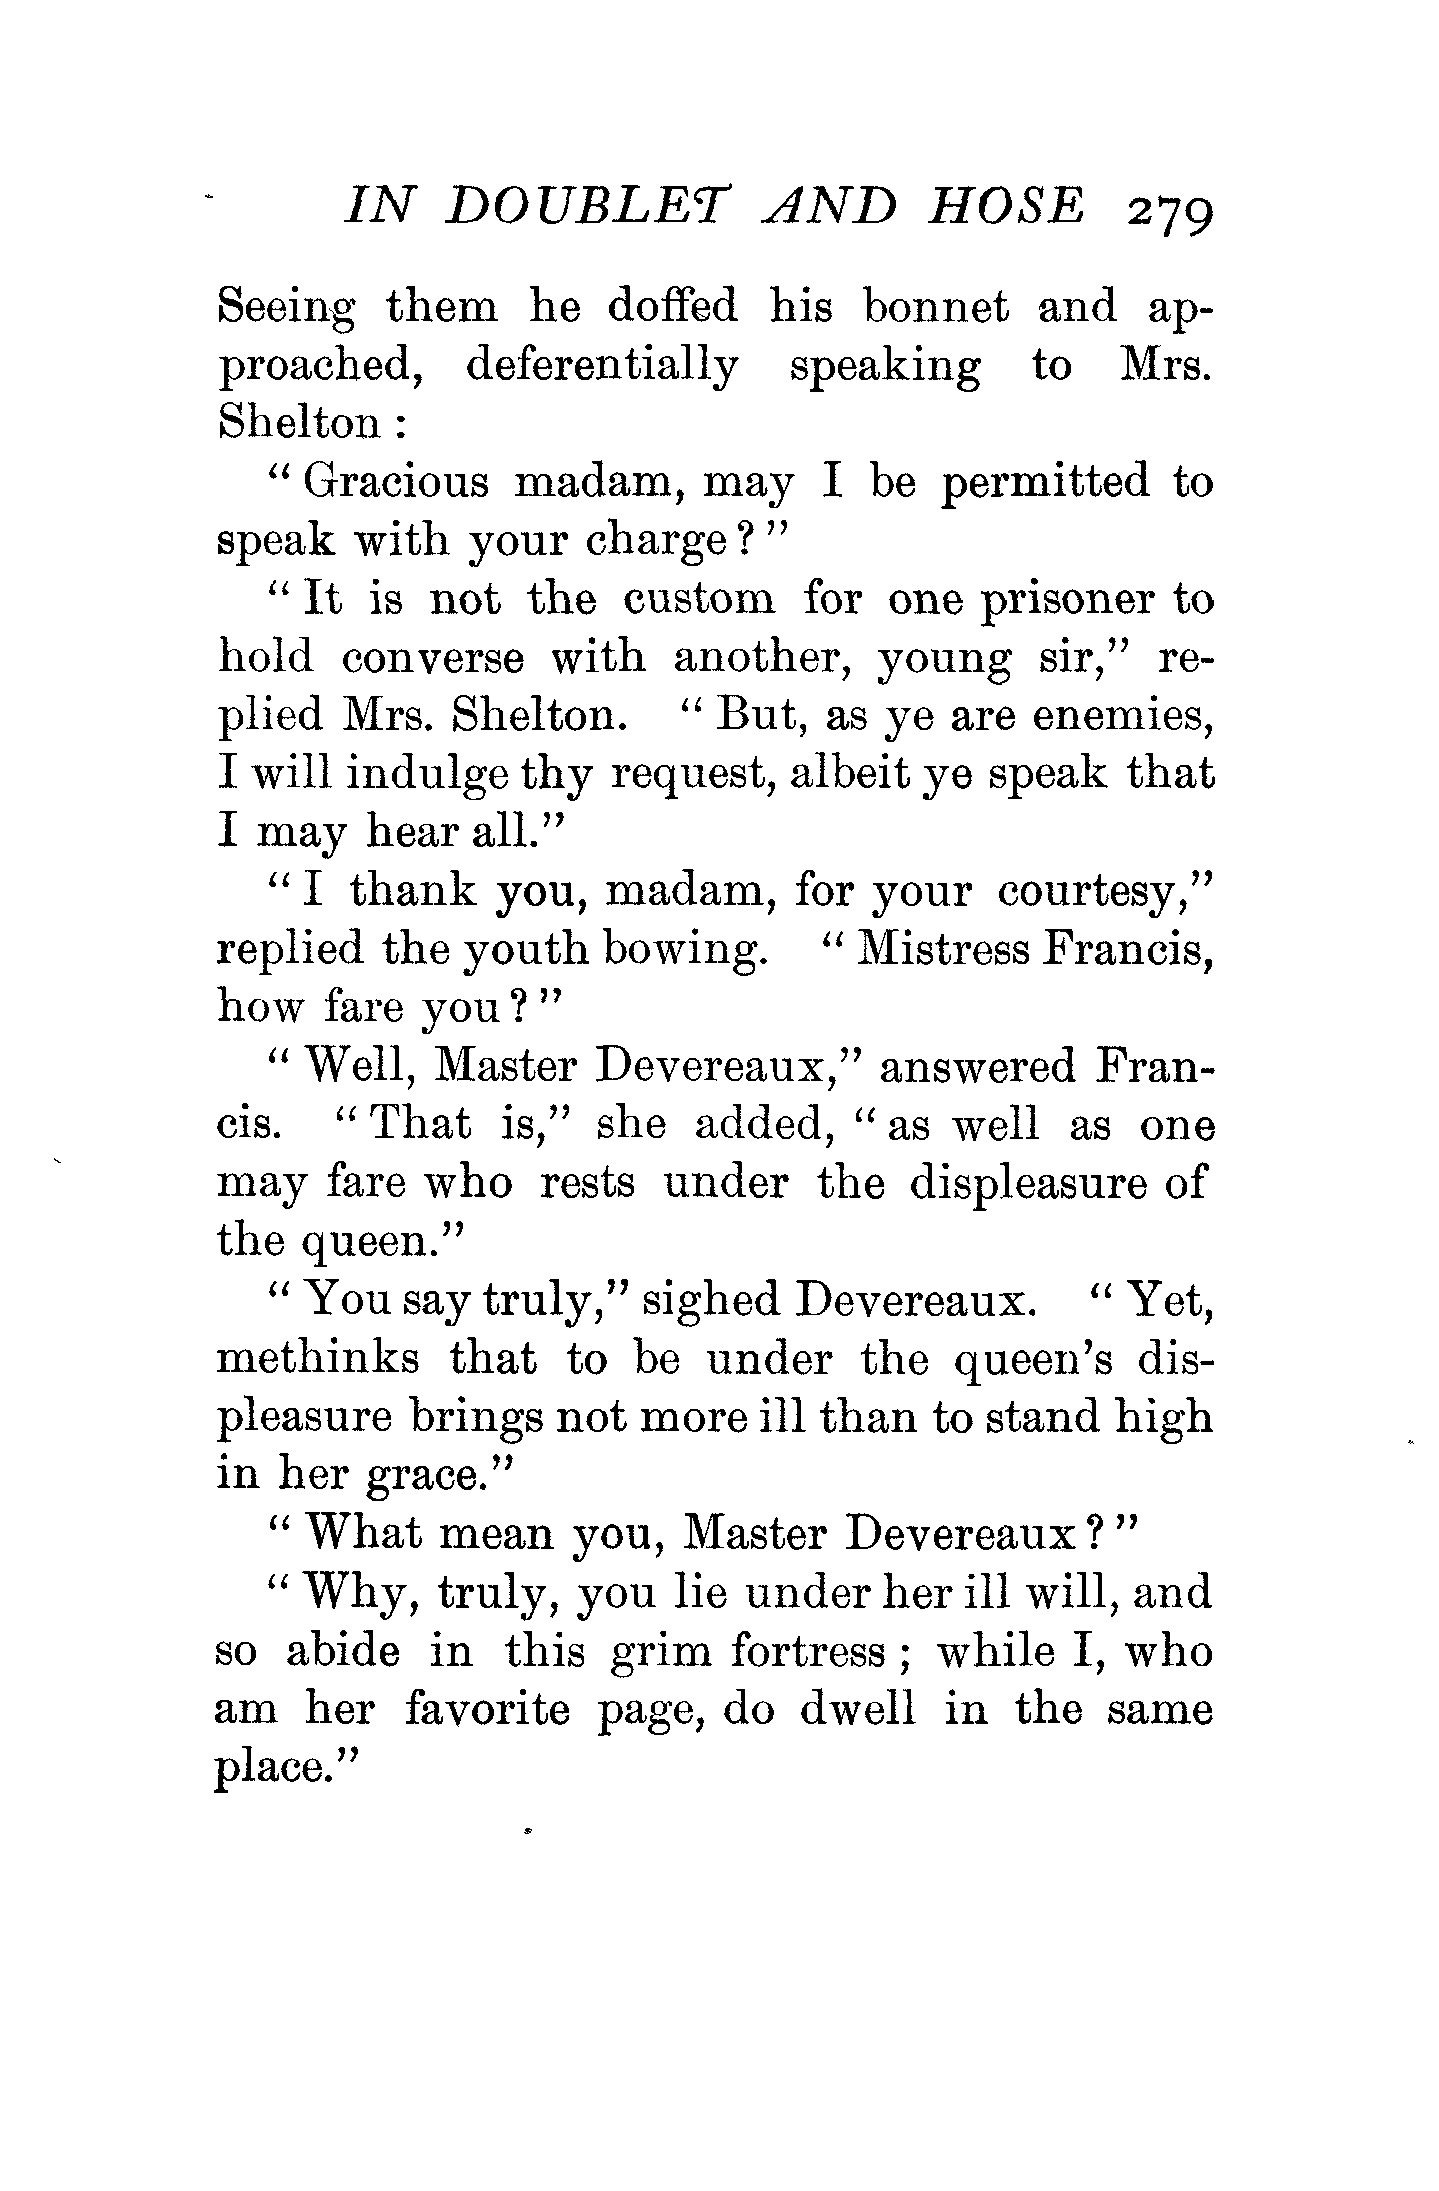 IN DOUBLET AND HOSE 279
Seeing them he doffed his bonnet and ap-
proached, deferentially speaking to Mrs.
Shelton :
“ Gracious madam, may I be permitted to
speak with your charge ? ”
“ It is not the custom for one prisoner to
hold converse with another, young sir,” re-
plied Mrs. Shelton. “ But, as ye are enemies,
I will indulge thy request, albeit ye speak that
I may hear all.”
“ I thank you, madam, for your courtesy,”
replied the youth bowing. “ Mistress Francis,
how fare you ? ”
“ Well, Master Devereaux,” answered Fran-
cis. “ That is,” she added, “ as well as one
may fare who rests under the displeasure of
the queen.”
“ You say truly,” sighed Devereaux. “ Yet,
methinks that to be under the queen’s dis-
pleasure brings not more ill than to stand high
in her grace.”
“ What mean you, Master Devereaux ? ”
“ Why, truly, you lie under her ill will, and
so abide in this grim fortress ; while I, who
am her favorite page, do dwell in the same
place.”